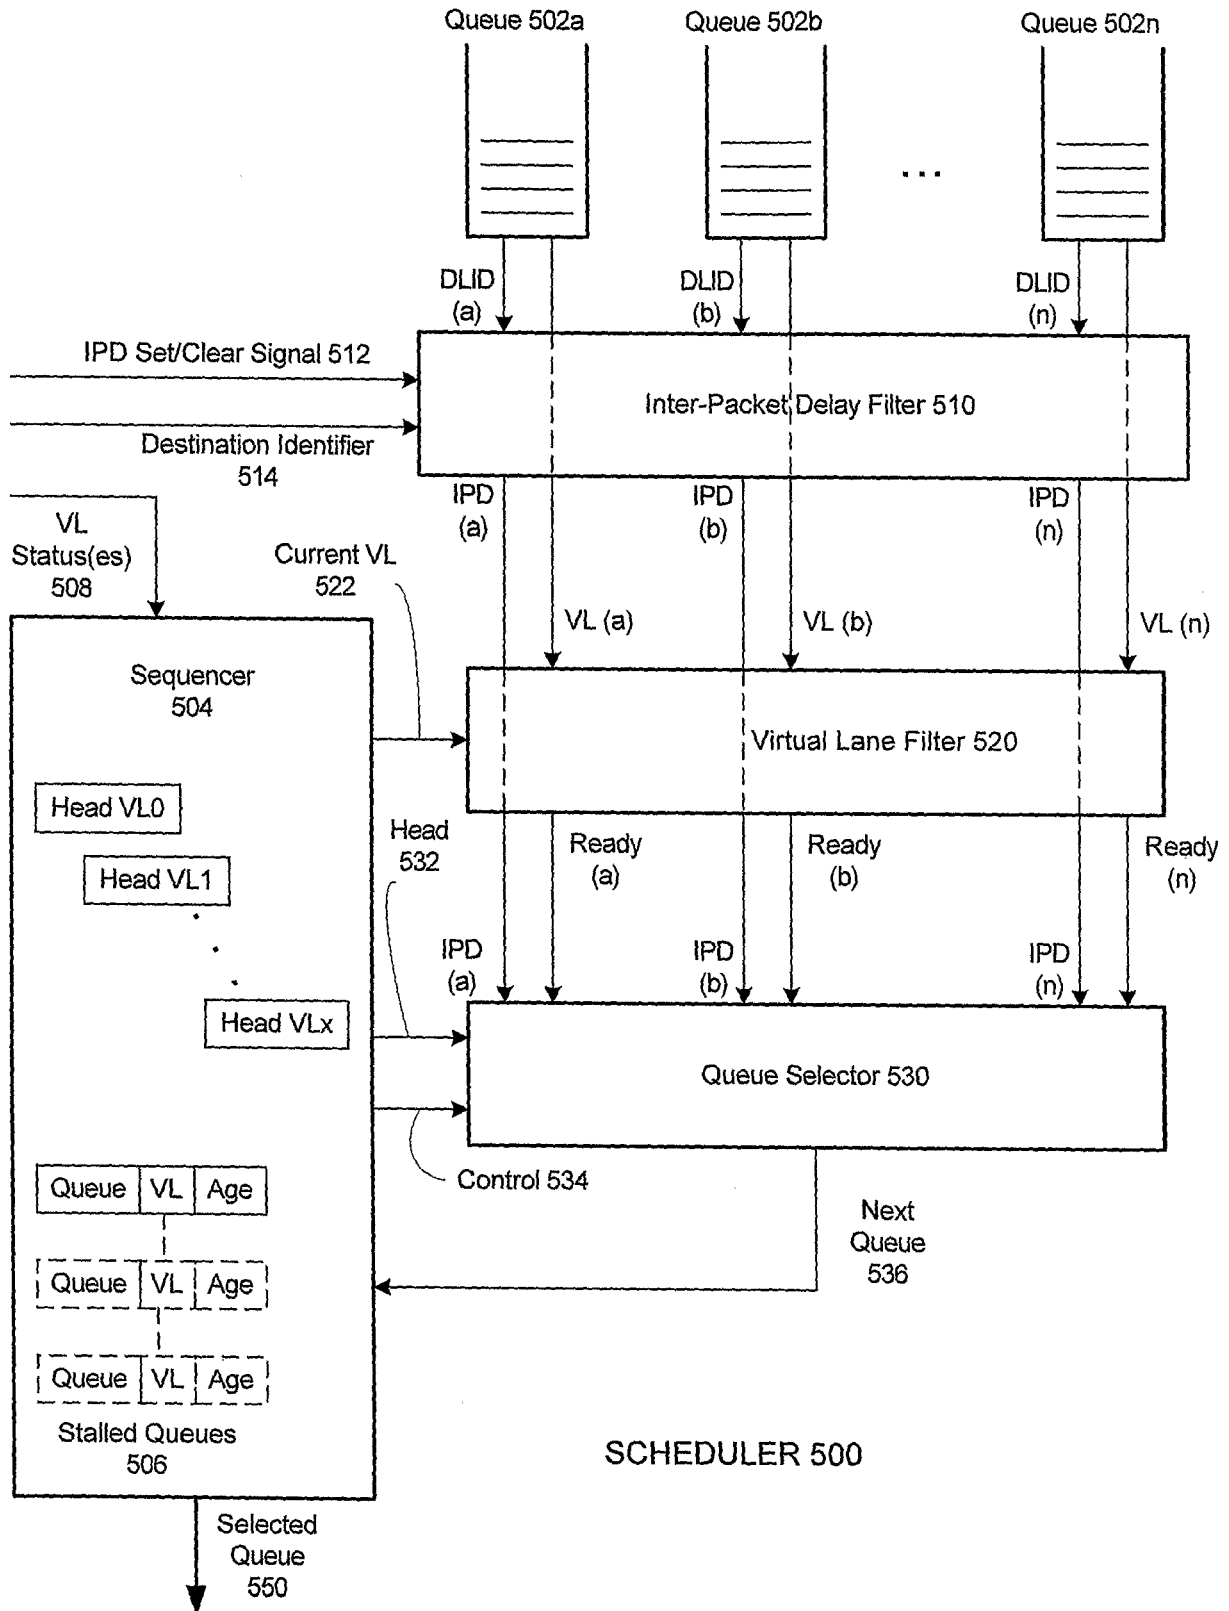 Queue 502a
Queue 502b
Queue 502n
...
DLID
(a)
DLID
(b)
DLID
(n)
IPD Set/Clear Signal 512
Inter-Packet Delay Filter 510
Destination Identifier
514
IPD
(a)
IPD
(b)
IPD
(n)
VL
Status(es)
508
Current VL
522
VL (a)
VL (b)
VL (n)
Sequencer
504
Virtual Lane Filter 520
Head VL0
Head VL1
Head VLx
Head
532
Ready
(a)
Ready
(b)
Ready
(n)
IPD
(a)
IPD
(b)
IPD
(n)
Queue Selector 530
Control 534
Queue VL Age
Queue VL Age
Queue VL Age
Stalled Queues
506
Next
Queue
536
SCHEDULER 500
Selected
Queue
550